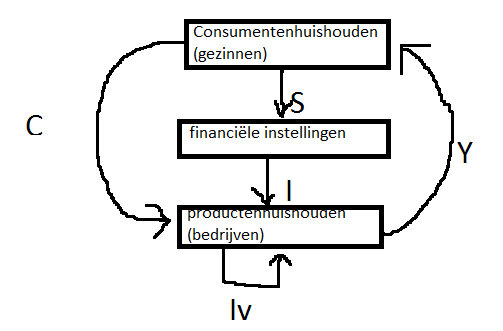 Consumentenhuishouden
(gezinnen)
S
C
financiële instellingen
Y
I
productenhuishouden
(bedrijven)
Iv